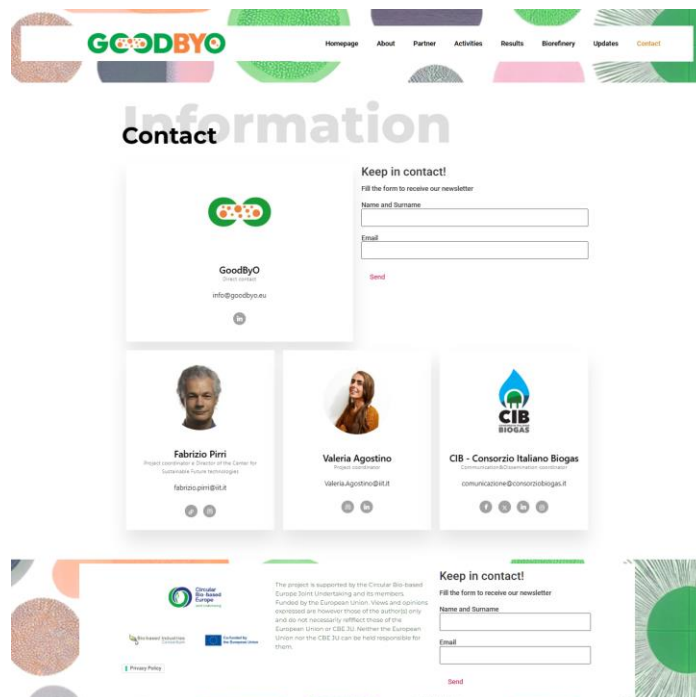 GOODBYO
Homepage About Partner Activities Results Biorefinery Updates Contact
Information
Contact
GoodByO
Direct contact
info@goodbyo.eu
Keep in contact!
Fill the form to receive our newsletter
Name and Surname
Email
Send
Fabrizio Pirri
Project coordinator e Director of the Center for
Sustainable Future technologies
fabrizio.pirri@iit.it
Valeria Agostino
Project coordinator
Valeria.Agostino@iit.it
CIB
BIOGAS
CIB - Consorzio Italiano Biogas
Communication&Dissemination coordinator
comunicazione@consorziobiogas.it
Circular
Bio-based
Europe
Joint Undertaking
Bio-based Industries
Consortium
Co-funded by
the European Union
Privacy Policy
The project is supported by the Circular Bio-based
Europe Joint Undertaking and its members.
Funded by the European Union. Views and opinions
expressed are however those of the author(s) only
and do not necessarily refflect those of the
European Union or CBE JU. Neither the European
Union nor the CBE JU can be held responsible for
them.
Keep in contact!
Fill the form to receive our newsletter
Name and Surname
Email
Send